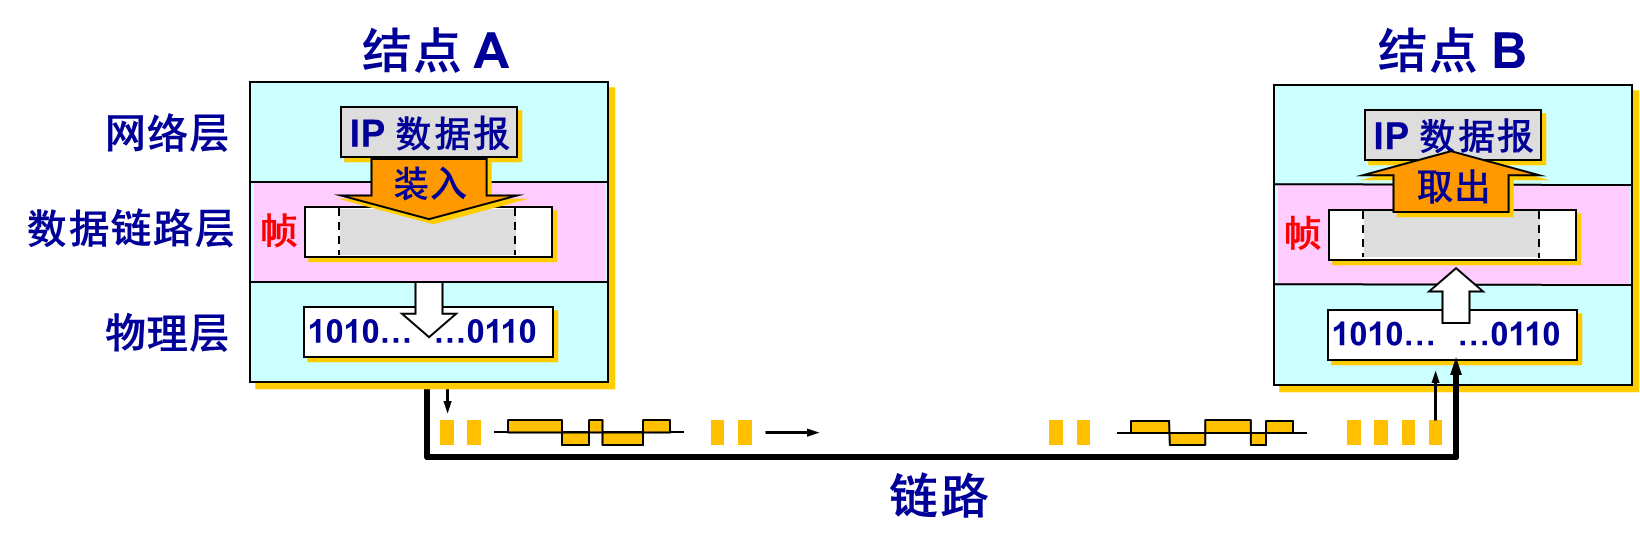 结点 A
结点 B
网络层
IP 数据报
IP 数据报
装入
取出
数据链路层
帧
帧
物理层
1010… …0110
1010… …0110
链路